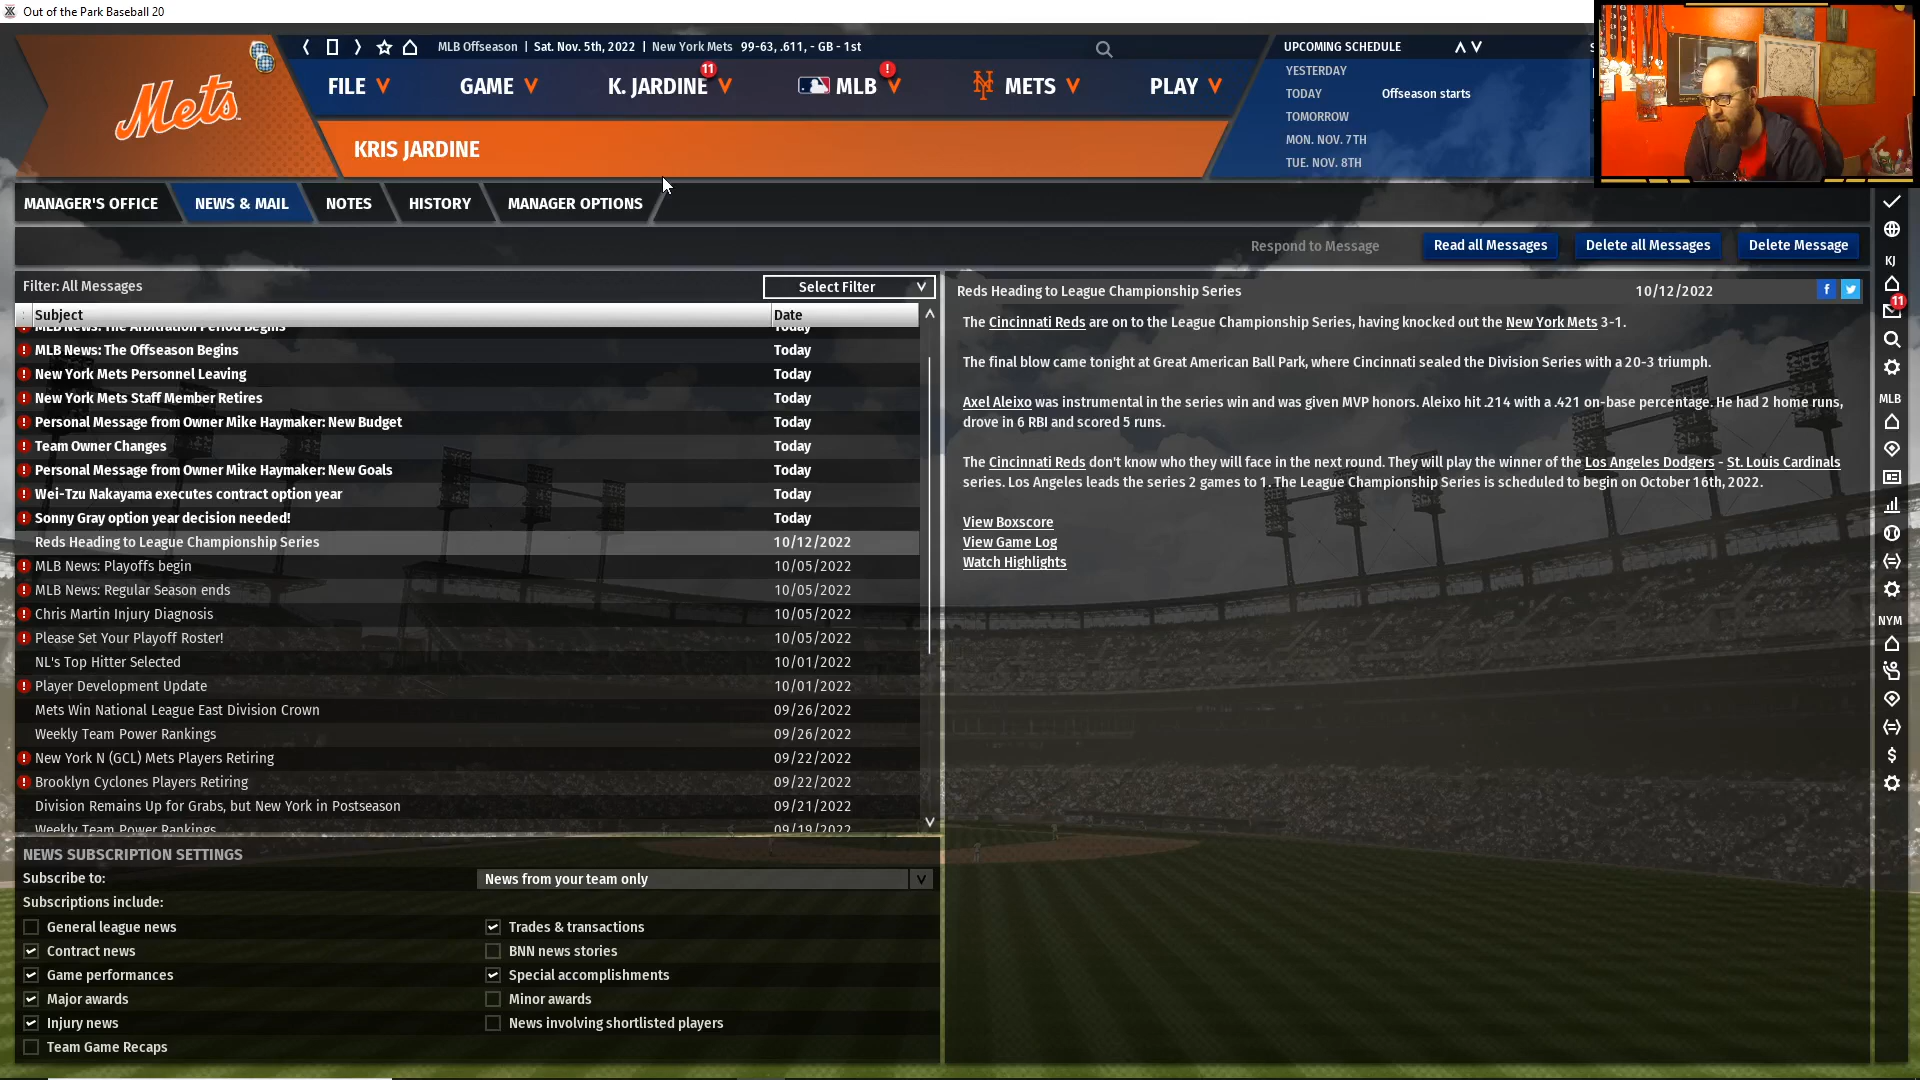 Out of the Park Baseball 20
MLB Offseason | Sat. Nov. 5th, 2022 | New York Mets 99-63, .611, - GB - 1st
UPCOMING SCHEDULE
Mets
FILE
GAME
K. JARDINE
11
MLB
!
METS
PLAY
YESTERDAY
TODAY Offseason starts
TOMORROW
MON. NOV. 7TH
TUE. NOV. 8TH
KRIS JARDINE
MANAGER'S OFFICE
NEWS & MAIL
NOTES
HISTORY
MANAGER OPTIONS
Respond to Message
Read all Messages
Delete all Messages
Delete Message
Filter: All Messages
Select Filter
Subject Date
MLB News: The Arbitration Period Begins Today
MLB News: The Offseason Begins Today
New York Mets Personnel Leaving Today
New York Mets Staff Member Retires Today
Personal Message from Owner Mike Haymaker: New Budget Today
Team Owner Changes Today
Personal Message from Owner Mike Haymaker: New Goals Today
Wei-Tzu Nakayama executes contract option year Today
Sonny Gray option year decision needed! Today
Reds Heading to League Championship Series 10/12/2022
MLB News: Playoffs begin 10/05/2022
MLB News: Regular Season ends 10/05/2022
Chris Martin Injury Diagnosis 10/05/2022
Please Set Your Playoff Roster! 10/05/2022
NL's Top Hitter Selected 10/01/2022
Player Development Update 10/01/2022
Mets Win National League East Division Crown 09/26/2022
Weekly Team Power Rankings 09/26/2022
New York N (GCL) Mets Players Retiring 09/22/2022
Brooklyn Cyclones Players Retiring 09/22/2022
Division Remains Up for Grabs, but New York in Postseason 09/21/2022
Weekly Team Power Rankings 09/19/2022
Reds Heading to League Championship Series 10/12/2022
The Cincinnati Reds are on to the League Championship Series, having knocked out the New York Mets 3-1.
The final blow came tonight at Great American Ball Park, where Cincinnati sealed the Division Series with a 20-3 triumph.
Axel Aleixo was instrumental in the series win and was given MVP honors. Aleixo hit .214 with a .421 on-base percentage. He had 2 home runs,
drove in 6 RBI and scored 5 runs.
The Cincinnati Reds don't know who they will face in the next round. They will play the winner of the Los Angeles Dodgers - St. Louis Cardinals
series. Los Angeles leads the series 2 games to 1. The League Championship Series is scheduled to begin on October 16th, 2022.
View Boxscore
View Game Log
Watch Highlights
NEWS SUBSCRIPTION SETTINGS
Subscribe to: News from your team only
Subscriptions include:
General league news
Trades & transactions
Contract news
BNN news stories
Game performances
Special accomplishments
Major awards
Minor awards
Injury news
News involving shortlisted players
Team Game Recaps
KJ
11
MLB
NYM